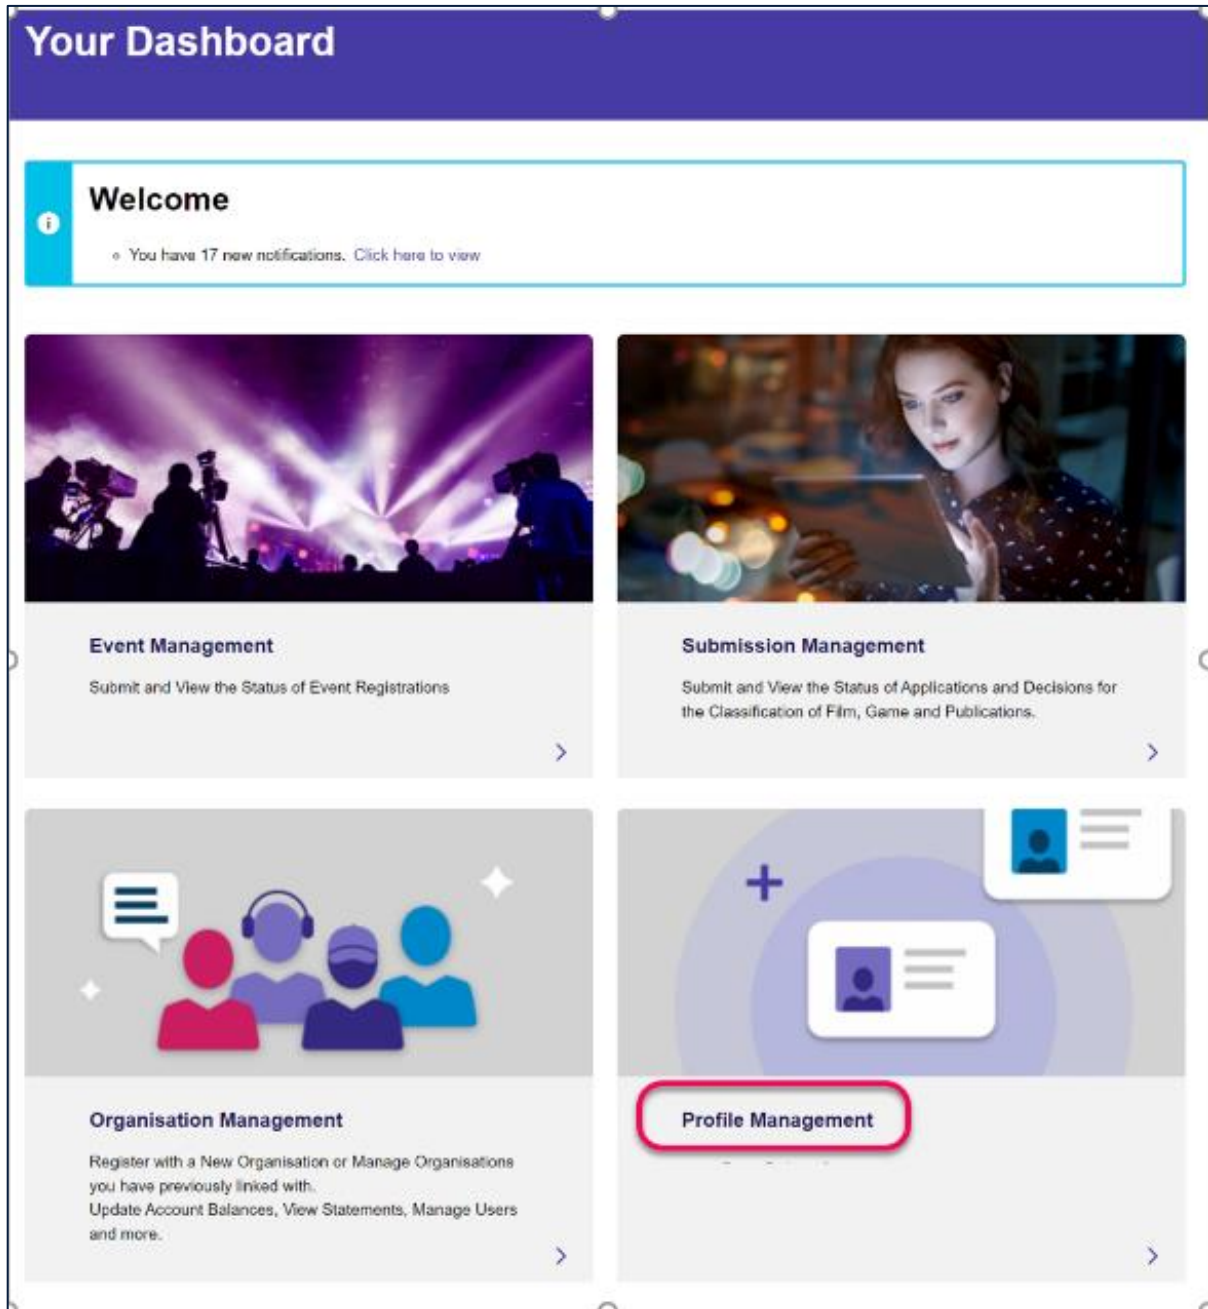 Your Dashboard
Welcome
You have 17 new notifications. Click here to view
Event Management
Submit and View the Status of Event Registrations
Submission Management
Submit and View the Status of Applications and Decisions for
the Classification of Film, Game and Publications.
Organisation Management
Register with a New Organisation or Manage Organisations
you have previously linked with.
Update Account Balances, View Statements, Manage Users
and more.
Profile Management